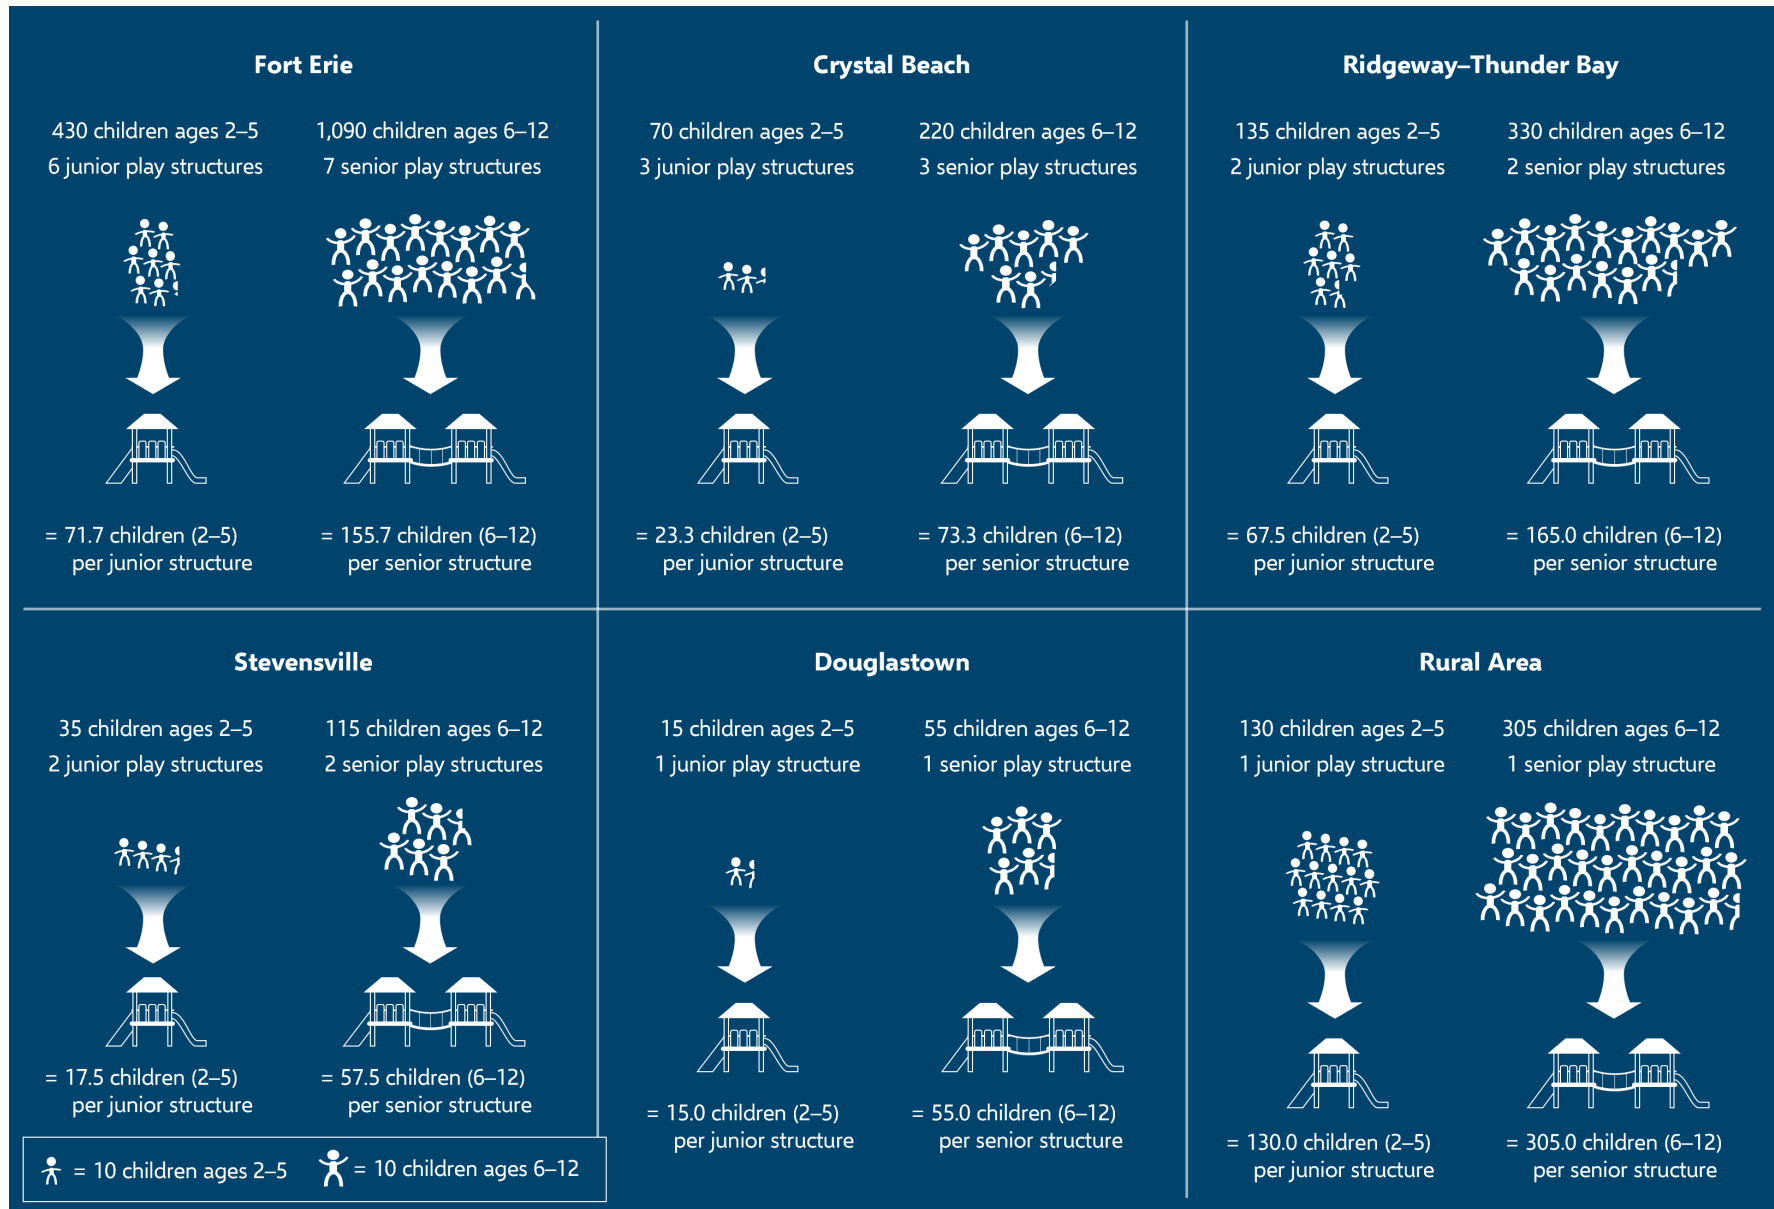 Fort Erie
430 children ages 2–5
6 junior play structures
1,090 children ages 6–12
7 senior play structures
= 71.7 children (2–5)
per junior structure
= 155.7 children (6–12)
per senior structure
Crystal Beach
70 children ages 2–5
3 junior play structures
220 children ages 6–12
3 senior play structures
= 23.3 children (2–5)
per junior structure
= 73.3 children (6–12)
per senior structure
Ridgeway–Thunder Bay
135 children ages 2–5
2 junior play structures
330 children ages 6–12
2 senior play structures
= 67.5 children (2–5)
per junior structure
= 165.0 children (6–12)
per senior structure
Stevensville
35 children ages 2–5
2 junior play structures
115 children ages 6–12
2 senior play structures
= 17.5 children (2–5)
per junior structure
= 57.5 children (6–12)
per senior structure
Douglastown
15 children ages 2–5
1 junior play structure
55 children ages 6–12
1 senior play structure
= 15.0 children (2–5)
per junior structure
= 55.0 children (6–12)
per senior structure
Rural Area
130 children ages 2–5
1 junior play structure
305 children ages 6–12
1 senior play structure
= 130.0 children (2–5)
per junior structure
= 305.0 children (6–12)
per senior structure
= 10 children ages 2–5
= 10 children ages 6–12